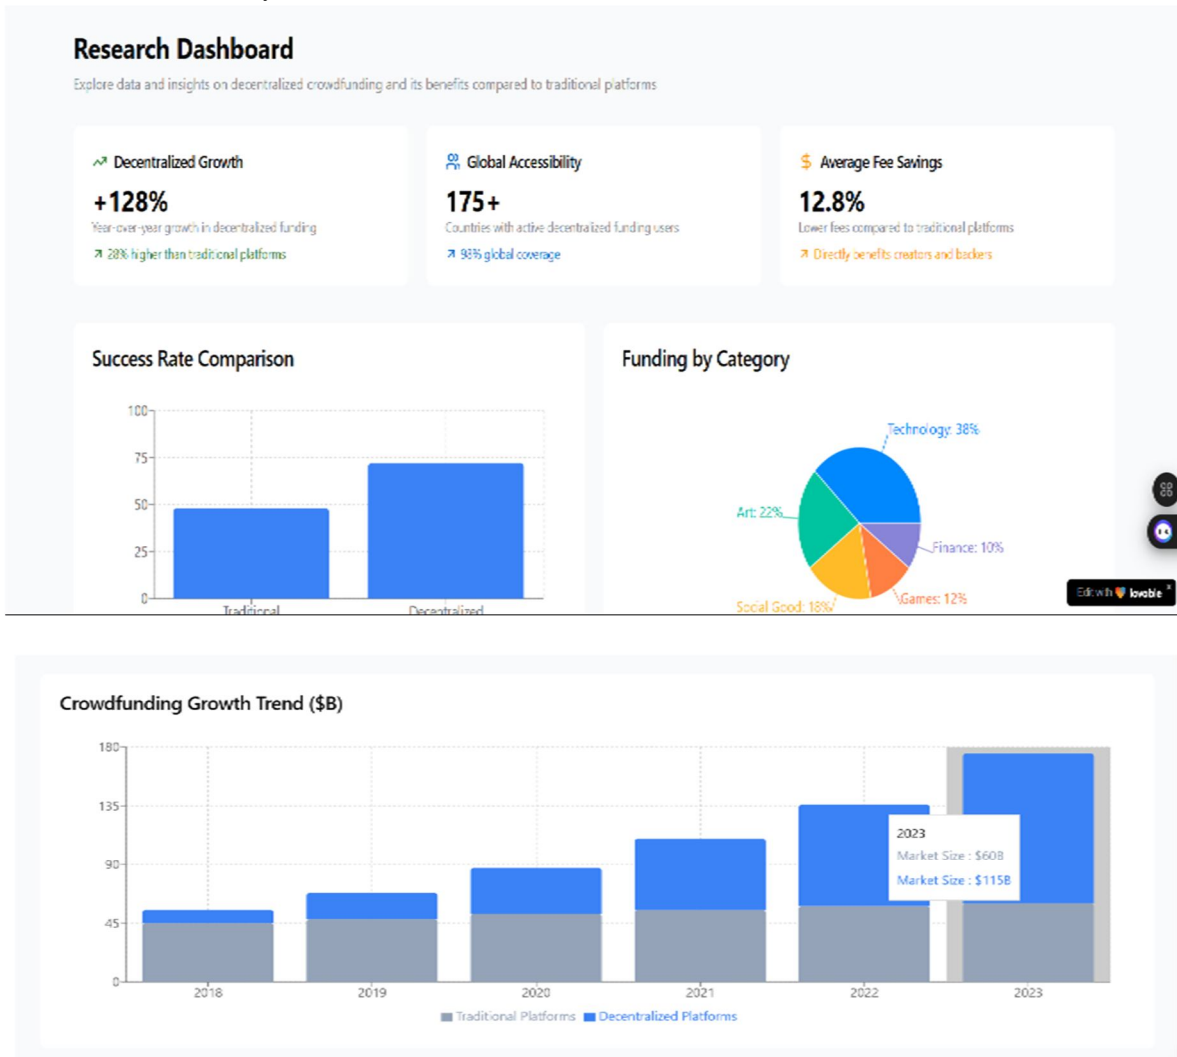 Research Dashboard
Explore data and insights on decentralized crowdfunding and its benefits compared to traditional platforms
Decentralized Growth
+128%
Year-over-year growth in decentralized funding
28% higher than traditional platforms
Global Accessibility
175+
Countries with active decentralized funding users
98% global coverage
$ Average Fee Savings
12.8%
Lower fees compared to traditional platforms
Directly benefits creators and backers
Success Rate Comparison
100
75
50
25
0
Traditional
Decentralized
Funding by Category
Technology: 38%
Art: 22%
Finance: 10%
Social Good: 18%
Games: 12%
Edit with lovable x
Crowdfunding Growth Trend ($B)
180
135
90
45
0
2023
Market Size : $60B
Market Size : $115B
2018
2019
2020
2021
2022
2023
Traditional Platforms
Decentralized Platforms